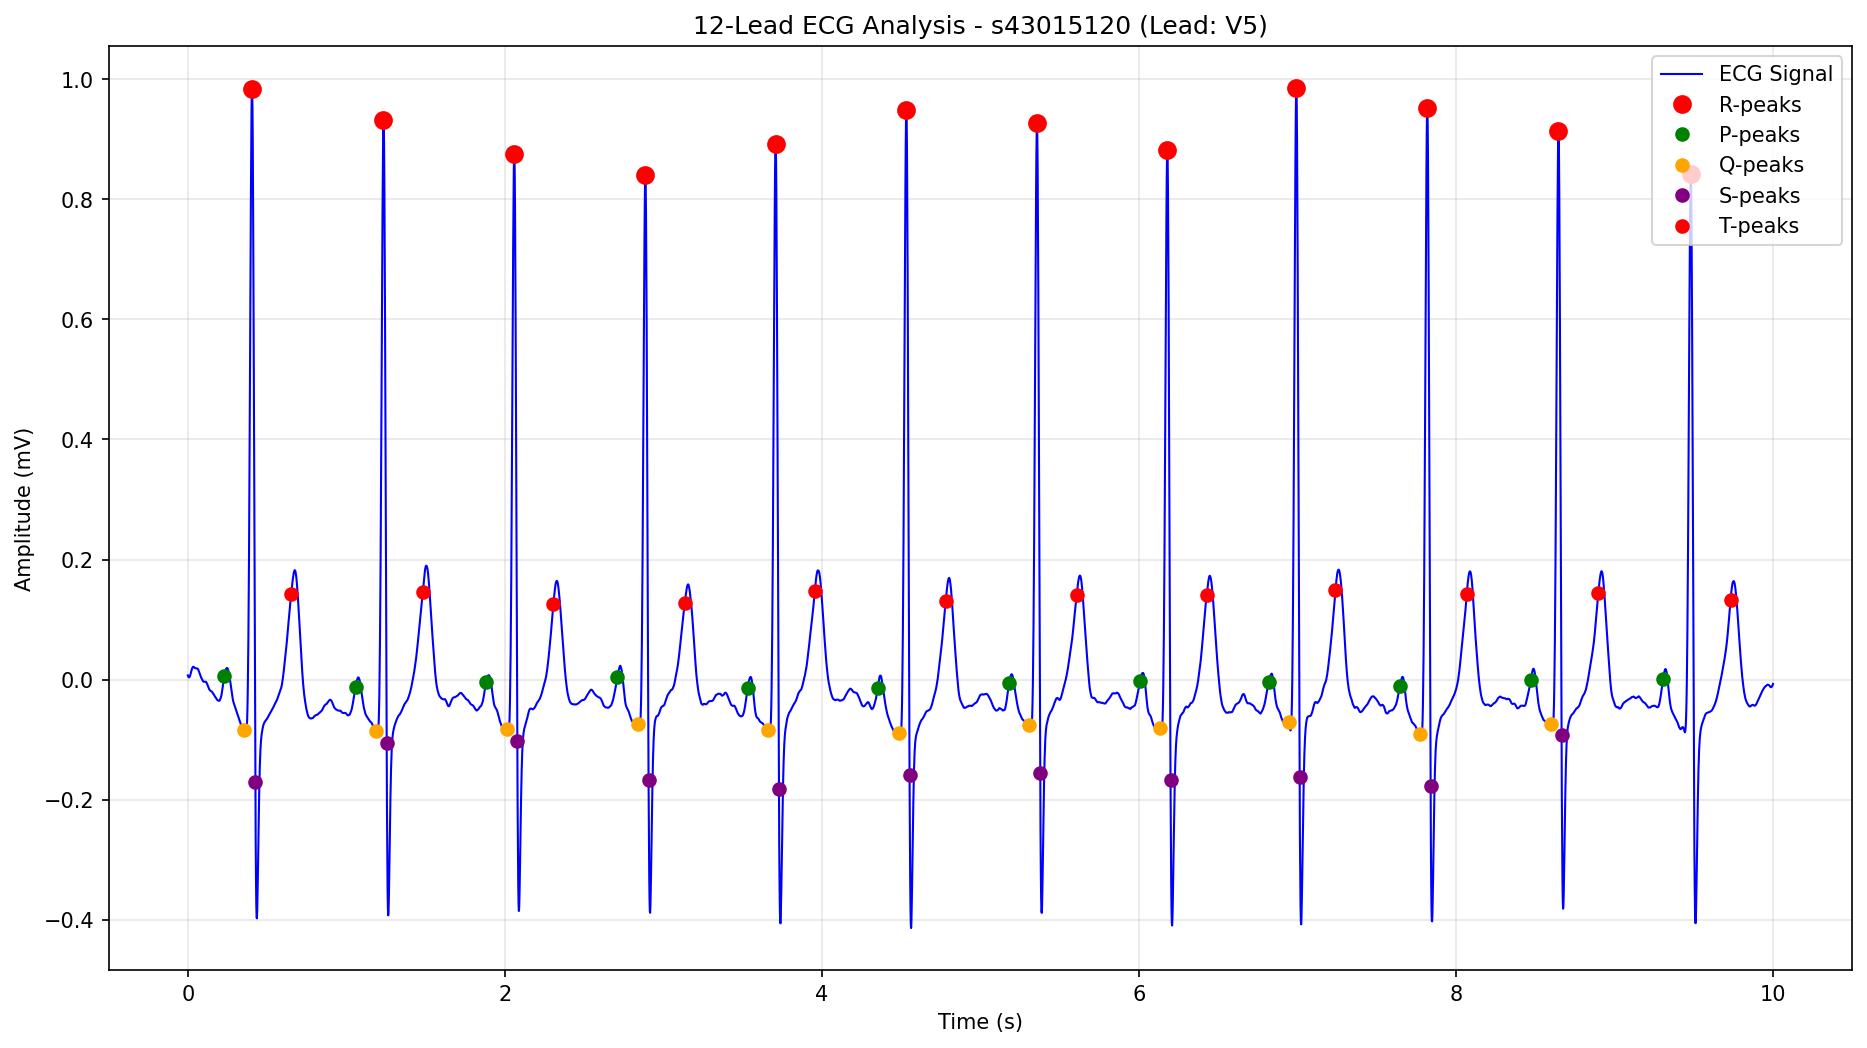 12-Lead ECG Analysis - s43015120 (Lead: V5)
ECG Signal
R-peaks
P-peaks
Q-peaks
S-peaks
T-peaks
Amplitude (mV)
1.0
0.8
0.6
0.4
0.2
0.0
−0.2
−0.4
0 2 4 6 8 10
Time (s)